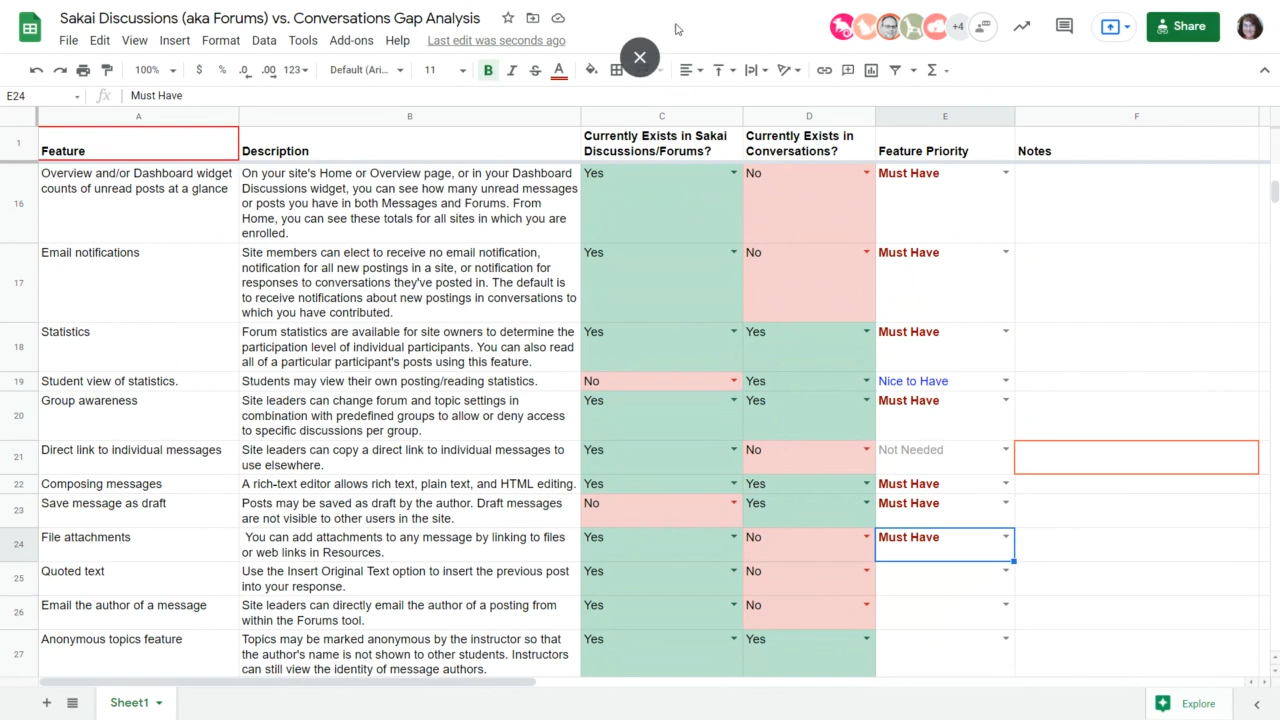 Sakai Discussions (aka Forums) vs. Conversations Gap Analysis
+4
Share
File Edit View Insert Format Data Tools Add-ons Help Last edit was seconds ago
100% $ % .0 .00 123 Default (Ari... 11 B I S A
E24 fx Must Have
A B C D E F
1
Feature
Description
Currently Exists in Sakai
Discussions/Forums?
Currently Exists in
Conversations?
Feature Priority
Notes
16
Overview and/or Dashboard widget
counts of unread posts at a glance
On your site's Home or Overview page, or in your Dashboard
Discussions widget, you can see how many unread messages
or posts you have in both Messages and Forums. From
Home, you can see these totals for all sites in which you are
enrolled.
Yes
No
Must Have
17
Email notifications
Site members can elect to receive no email notification,
notification for all new postings in a site, or notification for
responses to conversations they've posted in. The default is
to receive notifications about new postings in conversations to
which you have contributed.
Yes
No
Must Have
18
Statistics
Forum statistics are available for site owners to determine the
participation level of individual participants. You can also read
all of a particular participant's posts using this feature.
Yes
Yes
Must Have
19
Student view of statistics.
Students may view their own posting/reading statistics.
No
Yes
Nice to Have
20
Group awareness
Site leaders can change forum and topic settings in
combination with predefined groups to allow or deny access
to specific discussions per group.
Yes
Yes
Must Have
21
Direct link to individual messages
Site leaders can copy a direct link to individual messages to
use elsewhere.
Yes
No
Not Needed
22
Composing messages
A rich-text editor allows rich text, plain text, and HTML editing.
Yes
Yes
Must Have
23
Save message as draft
Posts may be saved as draft by the author. Draft messages
are not visible to other users in the site.
No
Yes
Must Have
24
File attachments
You can add attachments to any message by linking to files
or web links in Resources.
Yes
No
Must Have
25
Quoted text
Use the Insert Original Text option to insert the previous post
into your response.
Yes
No
26
Email the author of a message
Site leaders can directly email the author of a posting from
within the Forums tool.
Yes
No
27
Anonymous topics feature
Topics may be marked anonymous by the instructor so that
the author's name is not shown to other students. Instructors
can still view the identity of message authors.
Yes
Yes
Sheet1
Explore